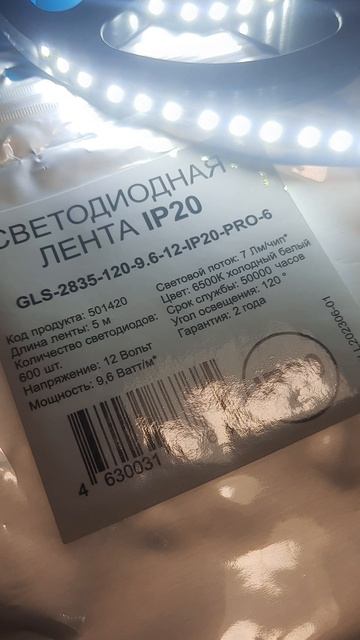 СВЕТОДИОДНАЯ
ЛЕНТА IP20
GLS-2835-120-9.6-12-IP20-PRO-6
Код продукта: 501420
Длина ленты: 5 м
Количество светодиодов:
600 шт.
Напряжение: 12 Вольт
Мощность: 9,6 Ватт/м*
Световой поток: 7 Лм/чип*
Цвет: 6500К холодный белый
Срок службы: 50000 часов
Угол освещения: 120 °
Гарантия: 2 года
4 630031
20230601